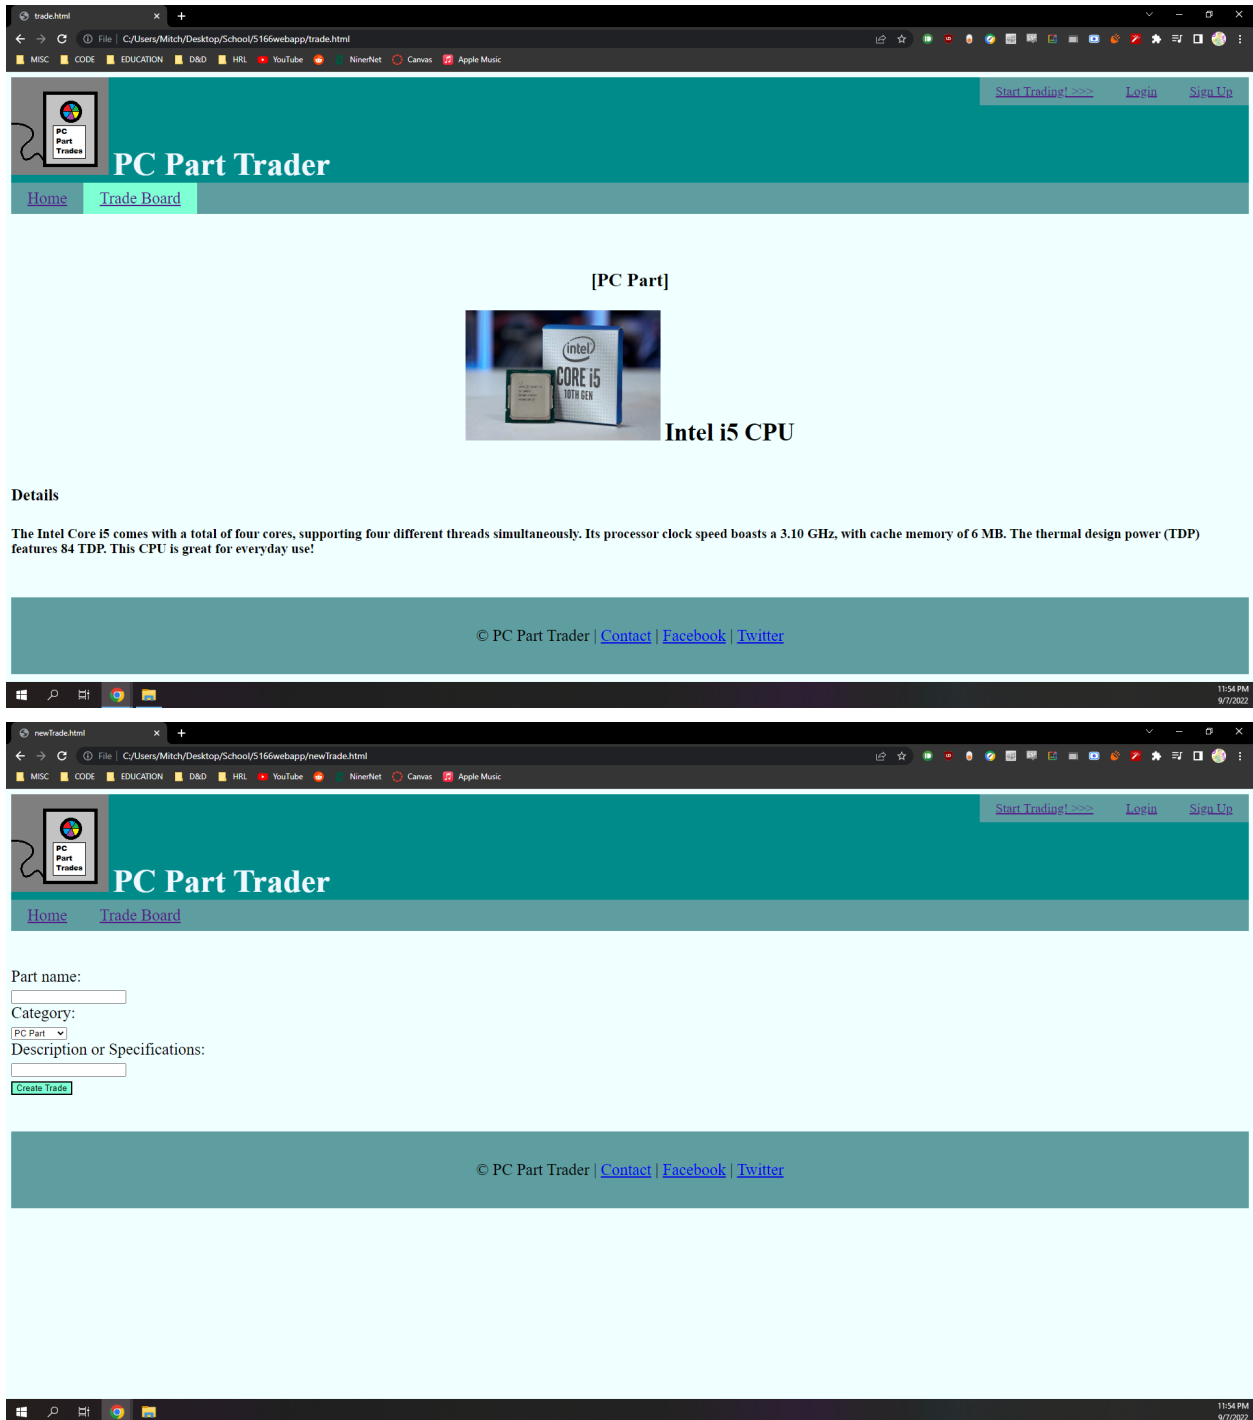 trade.html
File | C:/Users/Mitch/Desktop/School/5166webapp/trade.html
MISC CODE EDUCATION D&D HRL YouTube NinerNet Canvas Apple Music
Start Trading! >>> Login Sign Up
PC
Part
Trades
PC Part Trader
Home Trade Board
[PC Part]
intel
CORE i5
10TH GEN
Intel i5 CPU
Details
The Intel Core i5 comes with a total of four cores, supporting four different threads simultaneously. Its processor clock speed boasts a 3.10 GHz, with cache memory of 6 MB. The thermal design power (TDP)
features 84 TDP. This CPU is great for everyday use!
© PC Part Trader | Contact | Facebook | Twitter
11:54 PM
9/7/2022
newTrade.html
File | C:/Users/Mitch/Desktop/School/5166webapp/newTrade.html
MISC CODE EDUCATION D&D HRL YouTube NinerNet Canvas Apple Music
Start Trading! >>> Login Sign Up
PC
Part
Trades
PC Part Trader
Home Trade Board
Part name:
Category:
PC Part
Description or Specifications:
Create Trade
© PC Part Trader | Contact | Facebook | Twitter
11:54 PM
9/7/2022